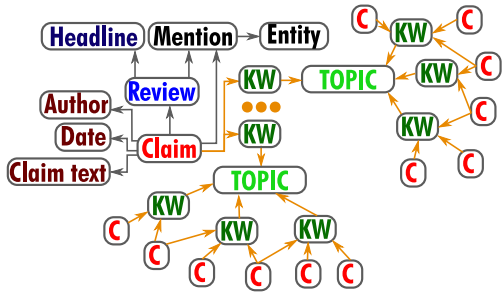 Headline
Mention
Entity
Review
Author
Date
Claim
Claim text
KW
KW
TOPIC
C
C
KW
C
KW
C
KW
C
C
TOPIC
KW
C
C
KW
KW
C
C
C
C